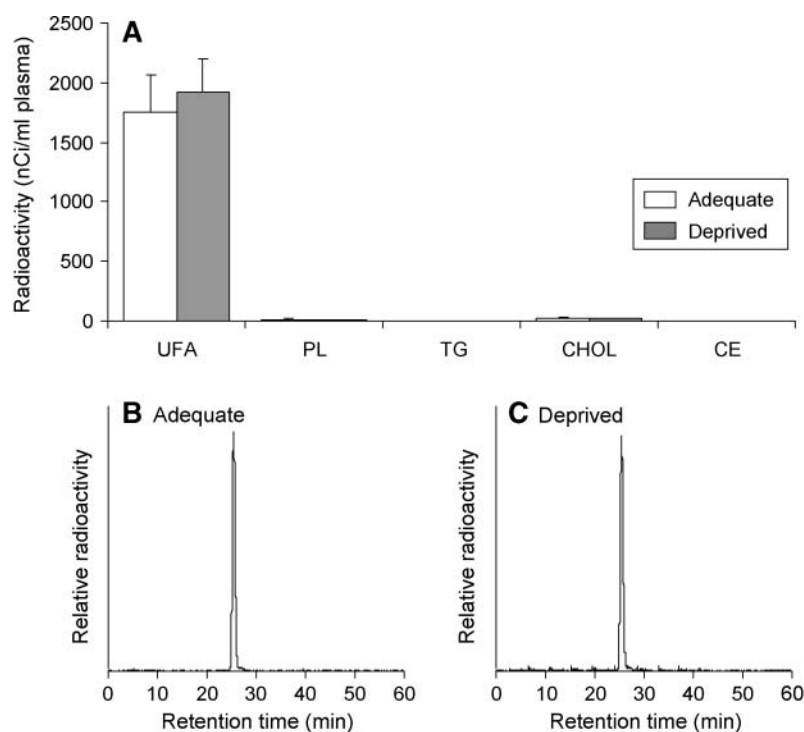 A
2500
2000
1500
1000
500
0
Radioactivity (nCi/ml plasma)
Adequate
Deprived
UFA PL TG CHOL CE
B Adequate
Relative radioactivity
0 10 20 30 40 50 60
Retention time (min)
C Deprived
Relative radioactivity
0 10 20 30 40 50 60
Retention time (min)